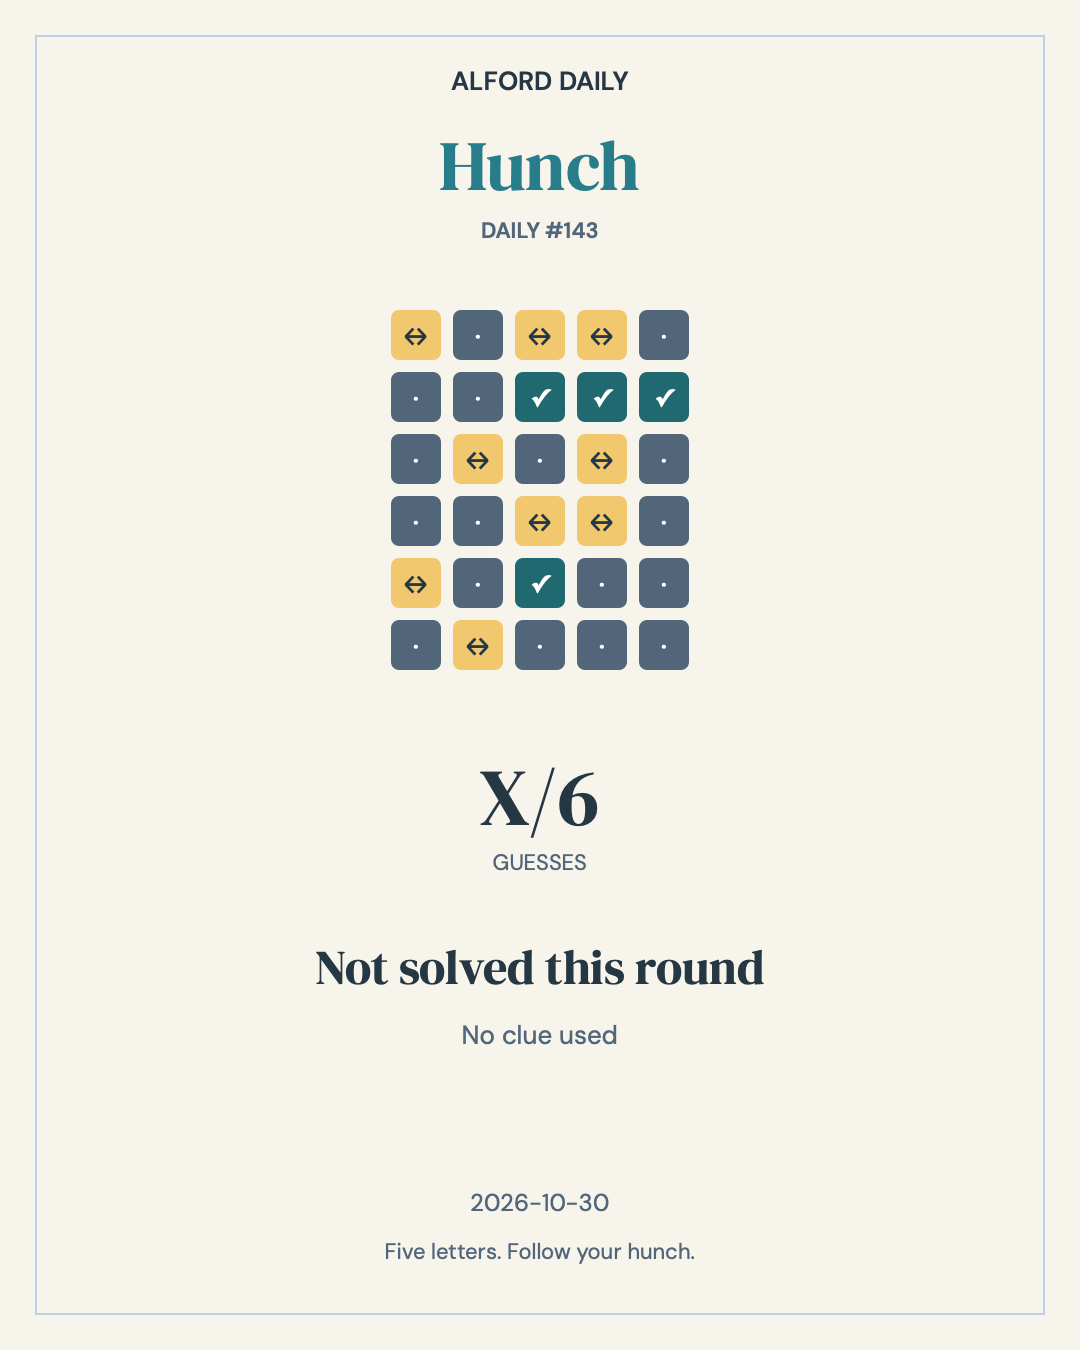 ALFORD DAILY
Hunch
DAILY #143
↔ · ↔ ↔ ·
· · ✓ ✓ ✓
· ↔ · ↔ ·
· · ↔ ↔ ·
↔ · ✓ · ·
· ↔ · · ·
X/6
GUESSES
Not solved this round
No clue used
2026-10-30
Five letters. Follow your hunch.